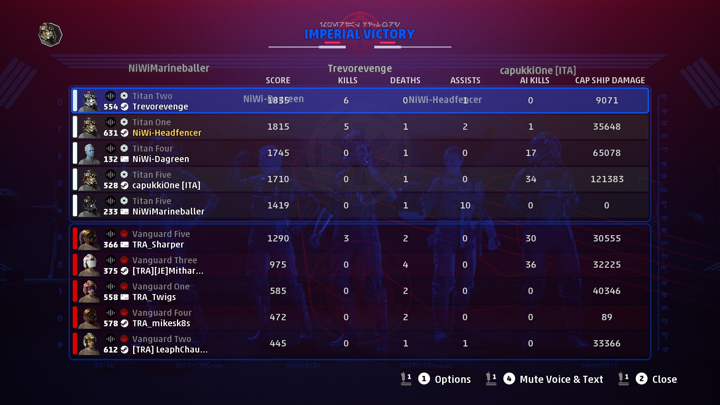 IMPERIAL VICTORY
NiWiMarineballer Trevorevenge capukkiOne [ITA]
SCORE KILLS DEATHS ASSISTS AI KILLS CAP SHIP DAMAGE
NiWi-Dagreen NiWi-Headfencer
Titan Two
554 Trevorevenge 1835 6 0 1 0 9071
Titan One
631 NiWi-Headfencer 1815 5 1 2 1 35648
Titan Four
132 NiWi-Dagreen 1745 0 1 0 17 65078
Titan Five
528 capukkiOne [ITA] 1710 0 1 0 34 121383
Titan Five
233 NiWiMarineballer 1419 0 1 10 0 0
Vanguard Five
366 TRA_Sharper 1290 3 2 0 30 30555
Vanguard Three
375 [TRA][JE]Mithar... 975 0 4 0 36 32225
Vanguard One
558 TRA_Twigs 585 0 2 0 0 40346
Vanguard Four
578 TRA_mikesk8s 472 0 2 0 0 89
Vanguard Two
612 [TRA] LeaphChau... 445 0 1 1 0 33366
1 1 Options 1 4 Mute Voice & Text 1 2 Close